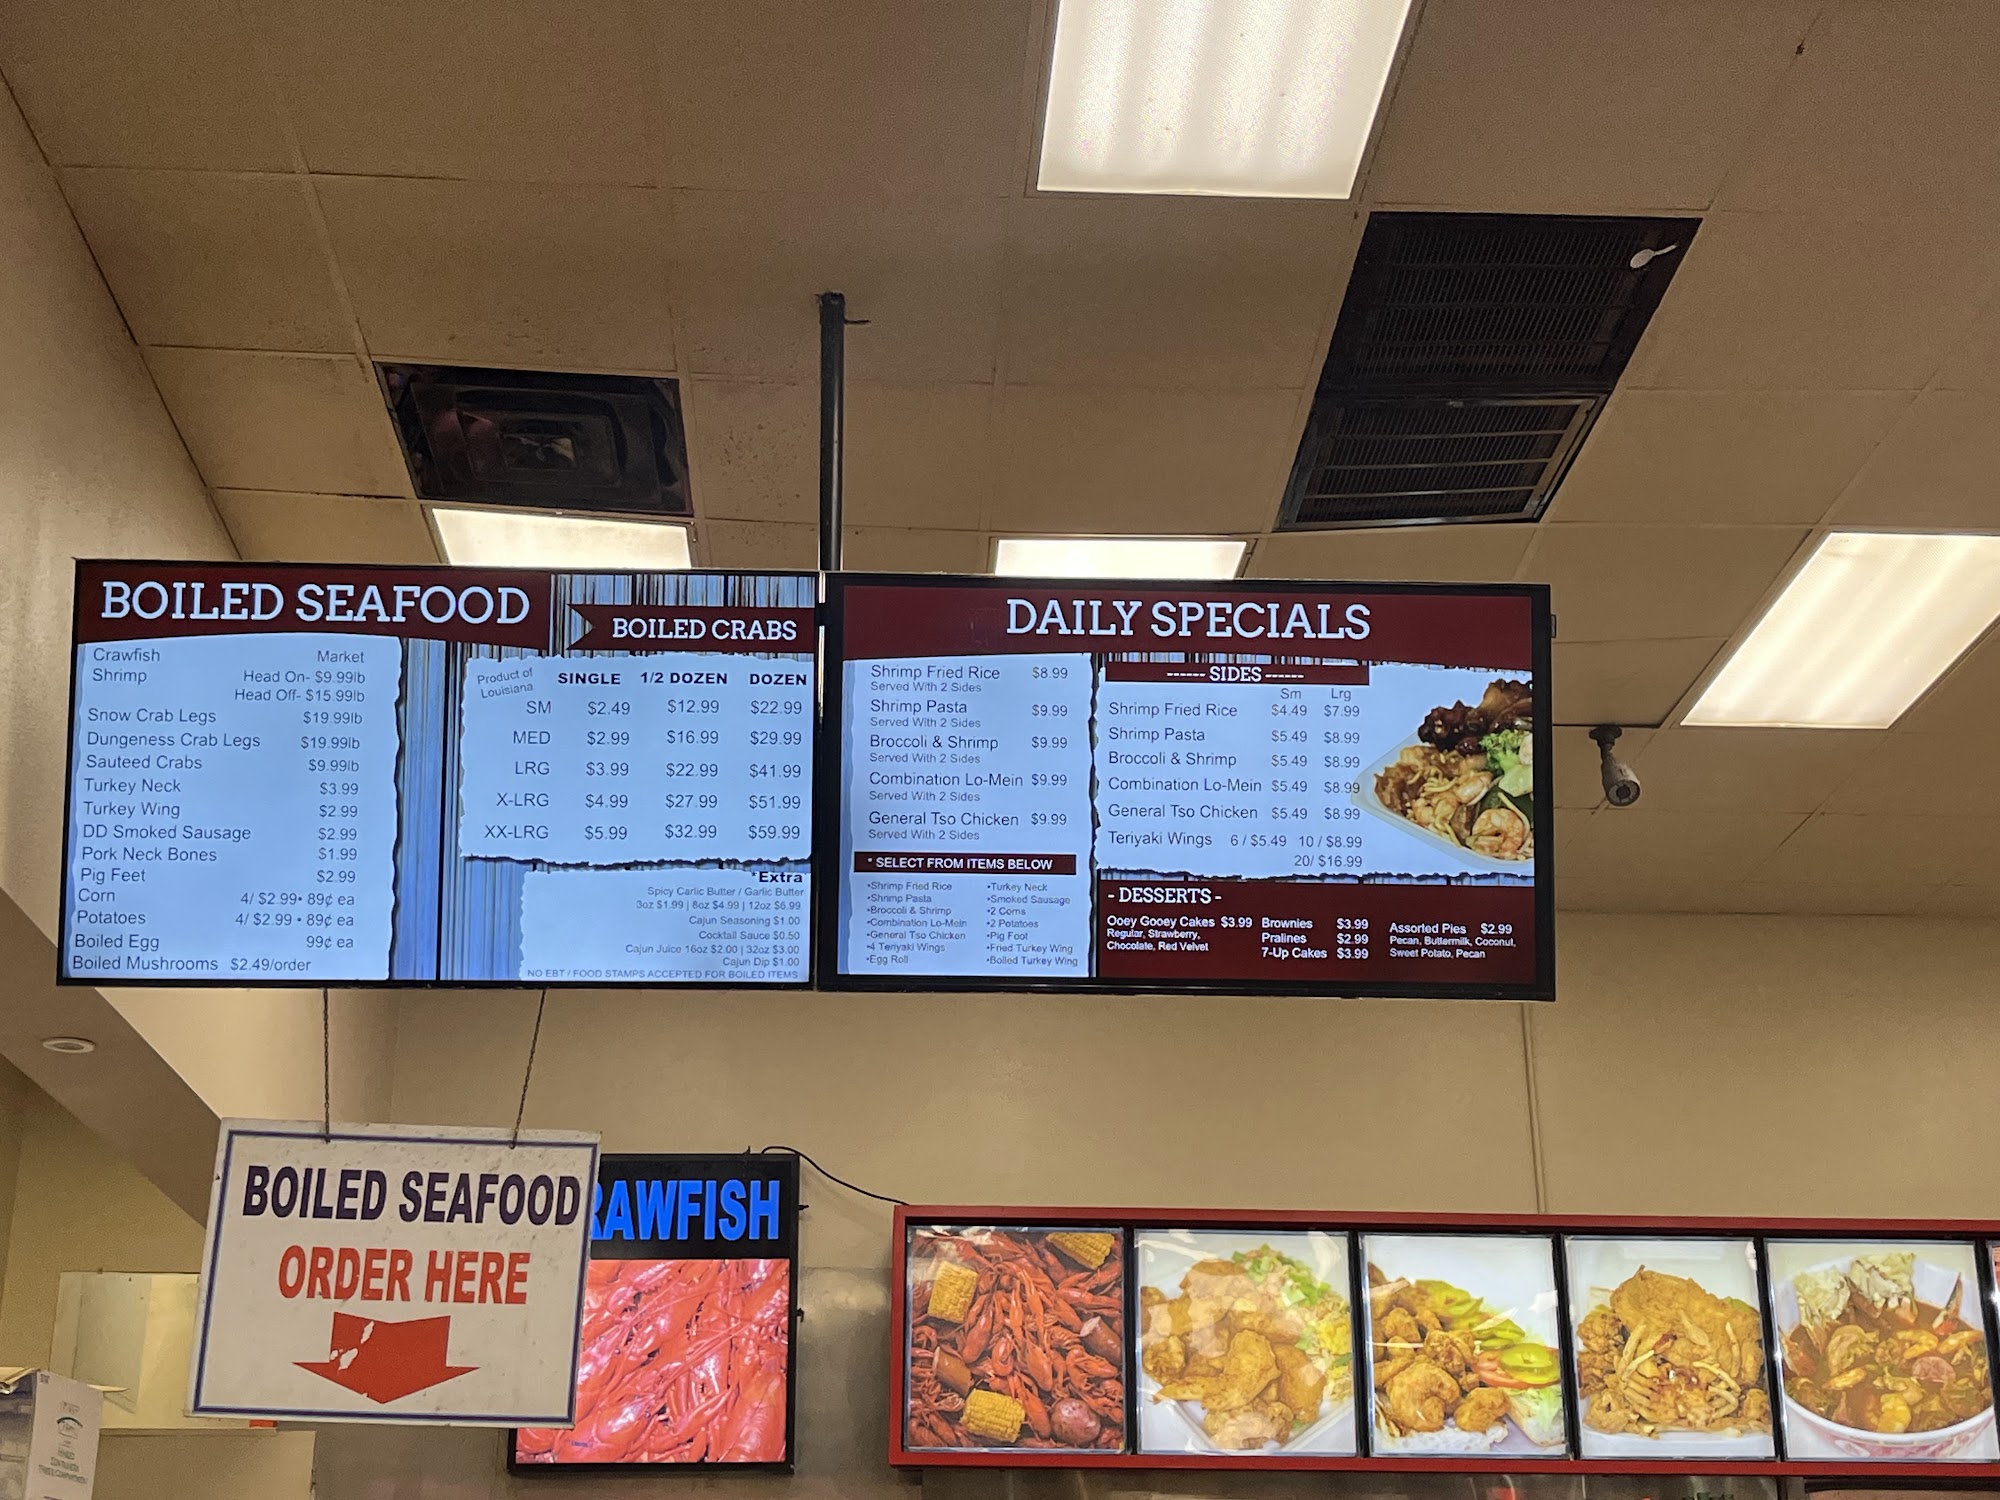 BOILED SEAFOOD
Crawfish Market
Shrimp Head On- $9.99lb
Head Off- $15.99lb
Snow Crab Legs $19.99lb
Dungeness Crab Legs $19.99lb
Sauteed Crabs $9.99lb
Turkey Neck $3.99
Turkey Wing $2.99
DD Smoked Sausage $2.99
Pork Neck Bones $1.99
Pig Feet $2.99
Corn 4/ $2.99• 89¢ ea
Potatoes 4/ $2.99 • 89¢ ea
Boiled Egg 99¢ ea
Boiled Mushrooms $2.49/order
BOILED CRABS
Product of Louisiana SINGLE 1/2 DOZEN DOZEN
SM $2.49 $12.99 $22.99
MED $2.99 $16.99 $29.99
LRG $3.99 $22.99 $41.99
X-LRG $4.99 $27.99 $51.99
XX-LRG $5.99 $32.99 $59.99
*Extra
Spicy Garlic Butter / Garlic Butter
3oz $1.99 | 8oz $4.99 | 12oz $6.99
Cajun Seasoning $1.00
Cocktail Sauce $0.50
Cajun Juice 16oz $2.00 | 32oz $3.00
Cajun Dip $1.00
NO EBT / FOOD STAMPS ACCEPTED FOR BOILED ITEMS
DAILY SPECIALS
Shrimp Fried Rice $8.99
Served With 2 Sides
Shrimp Pasta $9.99
Served With 2 Sides
Broccoli & Shrimp $9.99
Served With 2 Sides
Combination Lo-Mein $9.99
Served With 2 Sides
General Tso Chicken $9.99
Served With 2 Sides
* SELECT FROM ITEMS BELOW
•Shrimp Fried Rice
•Shrimp Pasta
•Broccoli & Shrimp
•Combination Lo-Mein
•General Tso Chicken
•4 Teriyaki Wings
•Egg Roll
•Turkey Neck
•Smoked Sausage
•2 Corns
•2 Potatoes
•Pig Foot
•Fried Turkey Wing
•Boiled Turkey Wing
------ SIDES ------
Sm Lrg
Shrimp Fried Rice $4.49 $7.99
Shrimp Pasta $5.49 $8.99
Broccoli & Shrimp $5.49 $8.99
Combination Lo-Mein $5.49 $8.99
General Tso Chicken $5.49 $8.99
Teriyaki Wings 6 / $5.49 10 / $8.99
20/ $16.99
- DESSERTS -
Ooey Gooey Cakes $3.99
Regular, Strawberry,
Chocolate, Red Velvet
Brownies $3.99
Pralines $2.99
7-Up Cakes $3.99
Assorted Pies $2.99
Pecan, Buttermilk, Coconut,
Sweet Potato, Pecan
BOILED SEAFOOD
ORDER HERE
RAWFISH